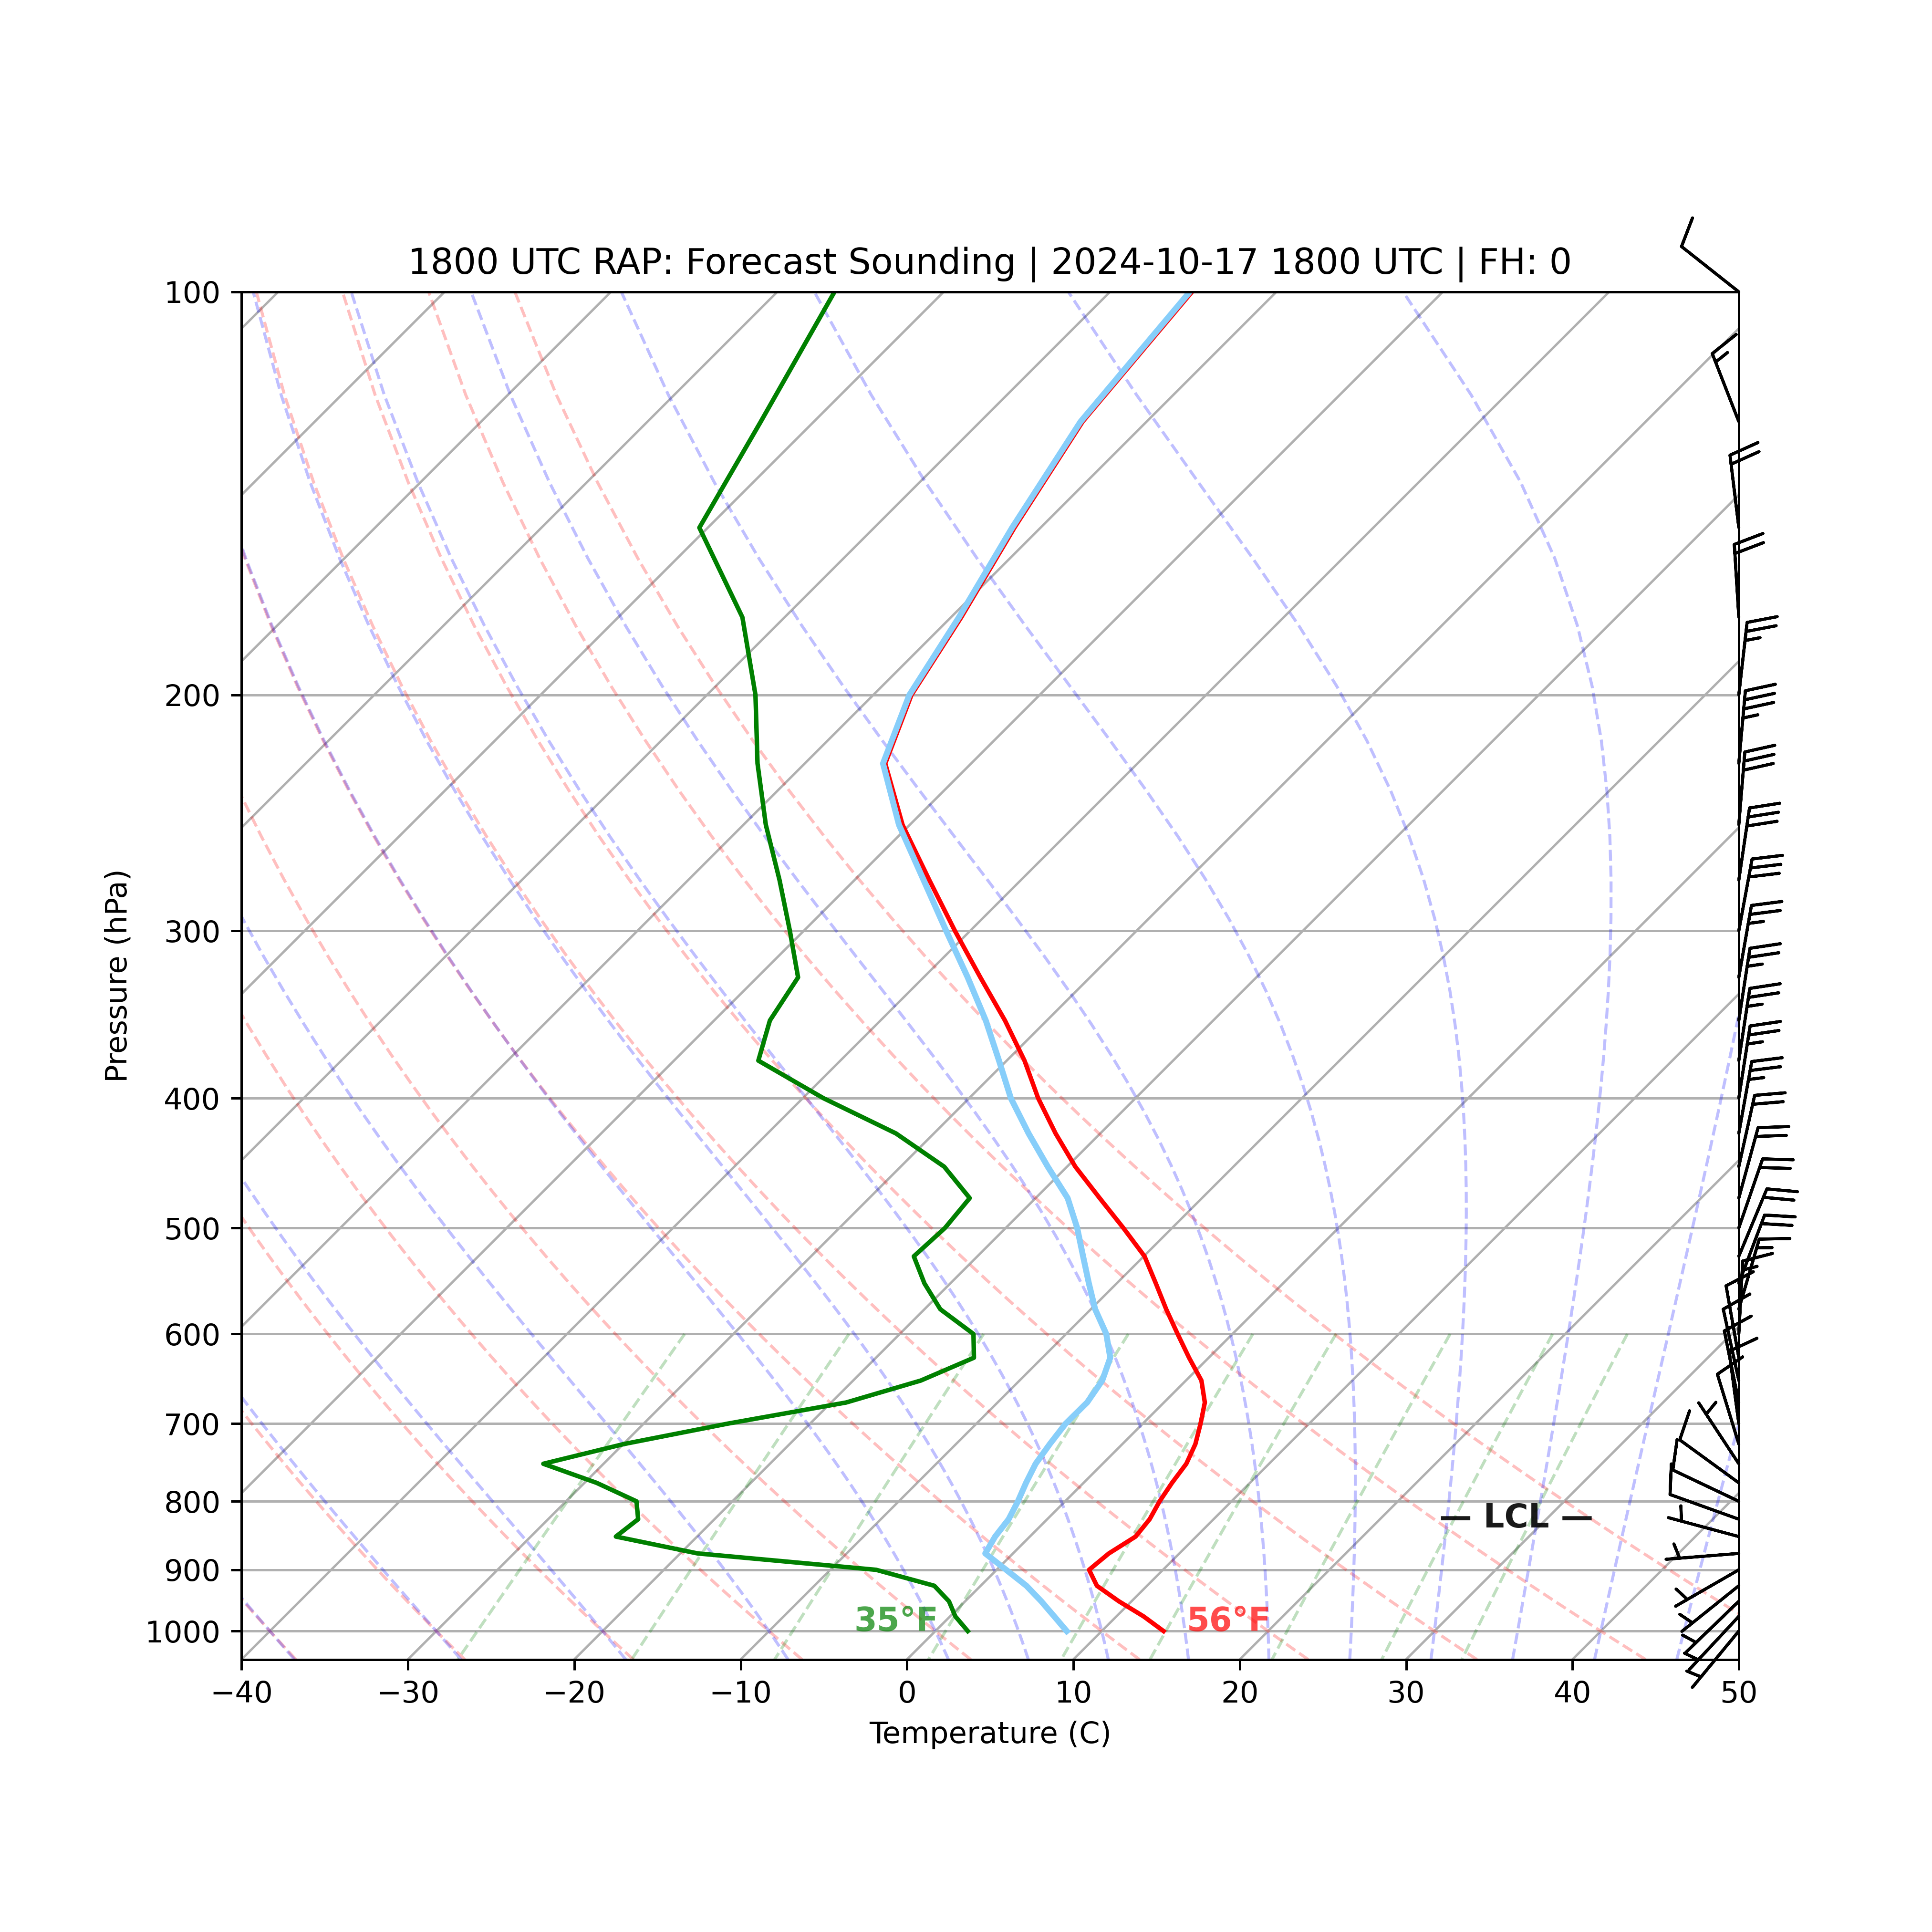 1800 UTC RAP: Forecast Sounding | 2024-10-17 1800 UTC | FH: 0
100
200
300
400
500
600
700
800
900
1000
Pressure (hPa)
— LCL —
35°F
56°F
−40 −30 −20 −10 0 10 20 30 40 50
Temperature (C)